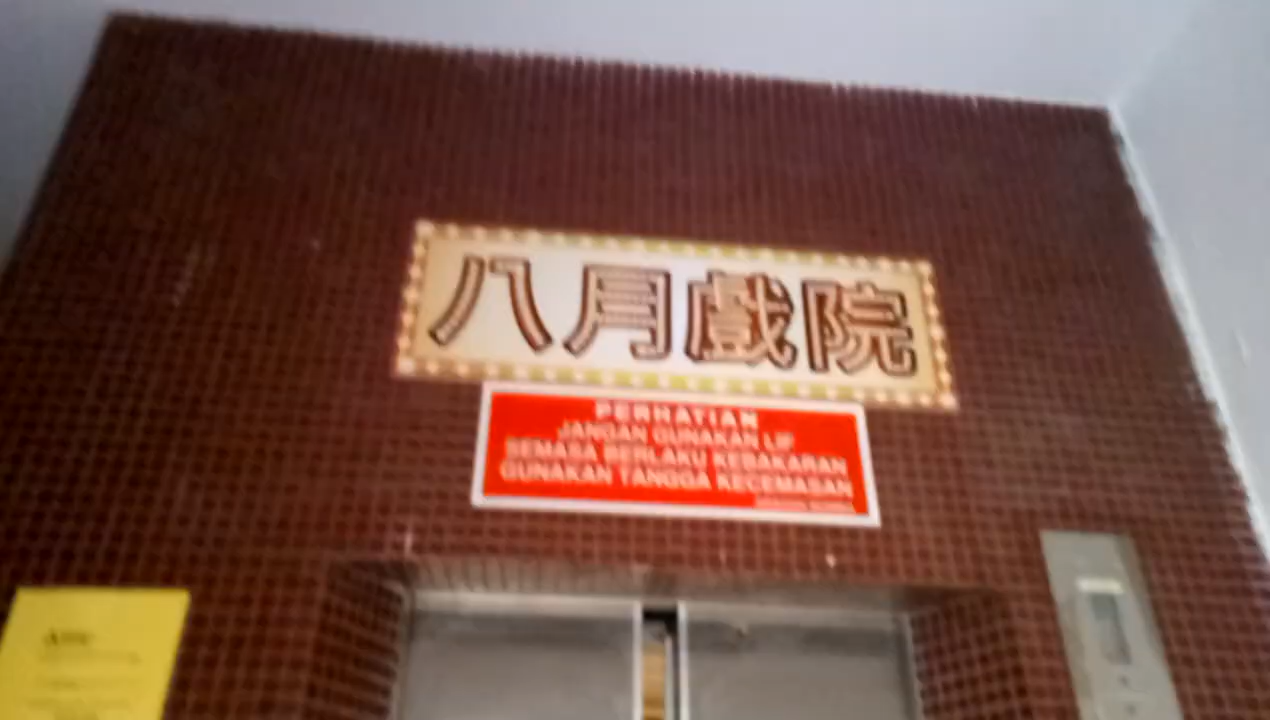 八月戲院
PERHATIAN
JANGAN GUNAKAN LIF
SEMASA BERLAKU KEBAKARAN
GUNAKAN TANGGA KECEMASAN